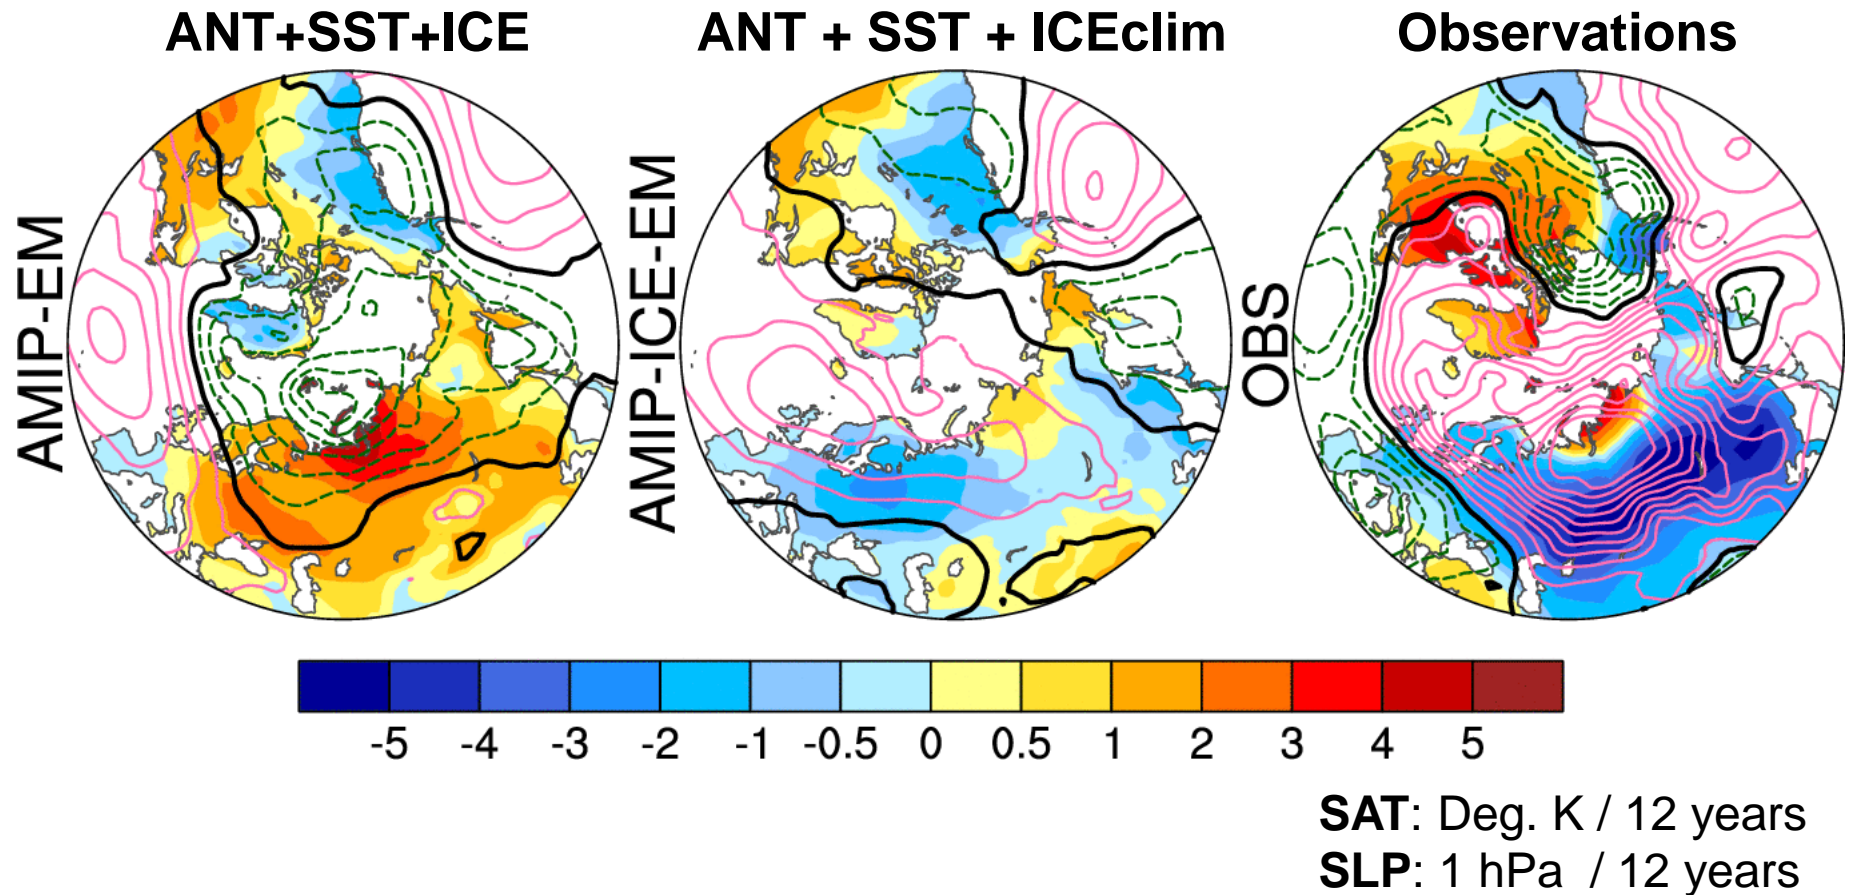 ANT+SST+ICE
ANT + SST + ICEclim
Observations
AMIP-EM
AMIP-ICE-EM
OBS
-5 -4 -3 -2 -1 -0.5 0 0.5 1 2 3 4 5
SAT: Deg. K / 12 years
SLP: 1 hPa / 12 years